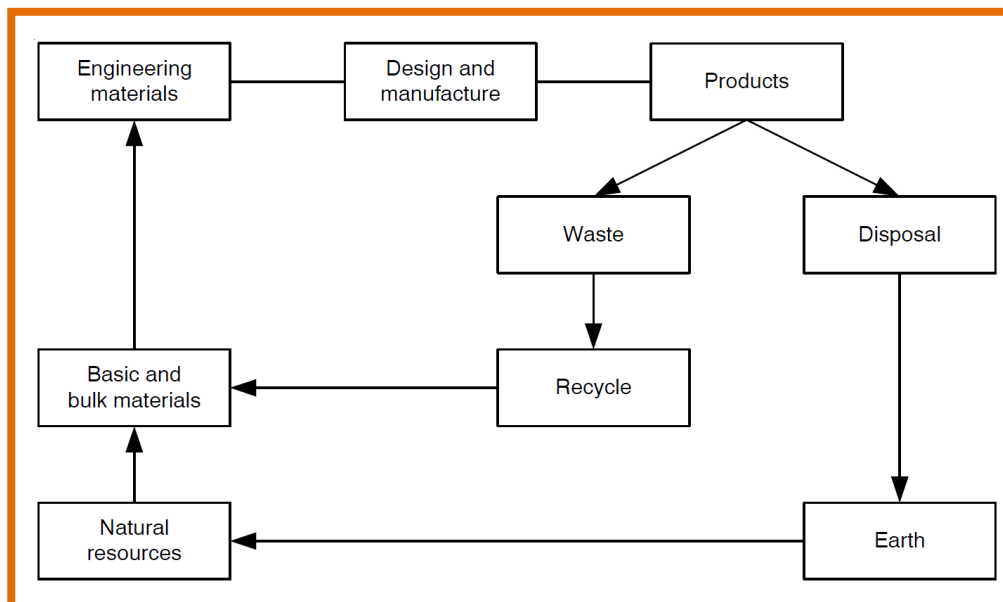 Engineering
materials
Design and
manufacture
Products
Waste
Disposal
Basic and
bulk materials
Recycle
Natural
resources
Earth